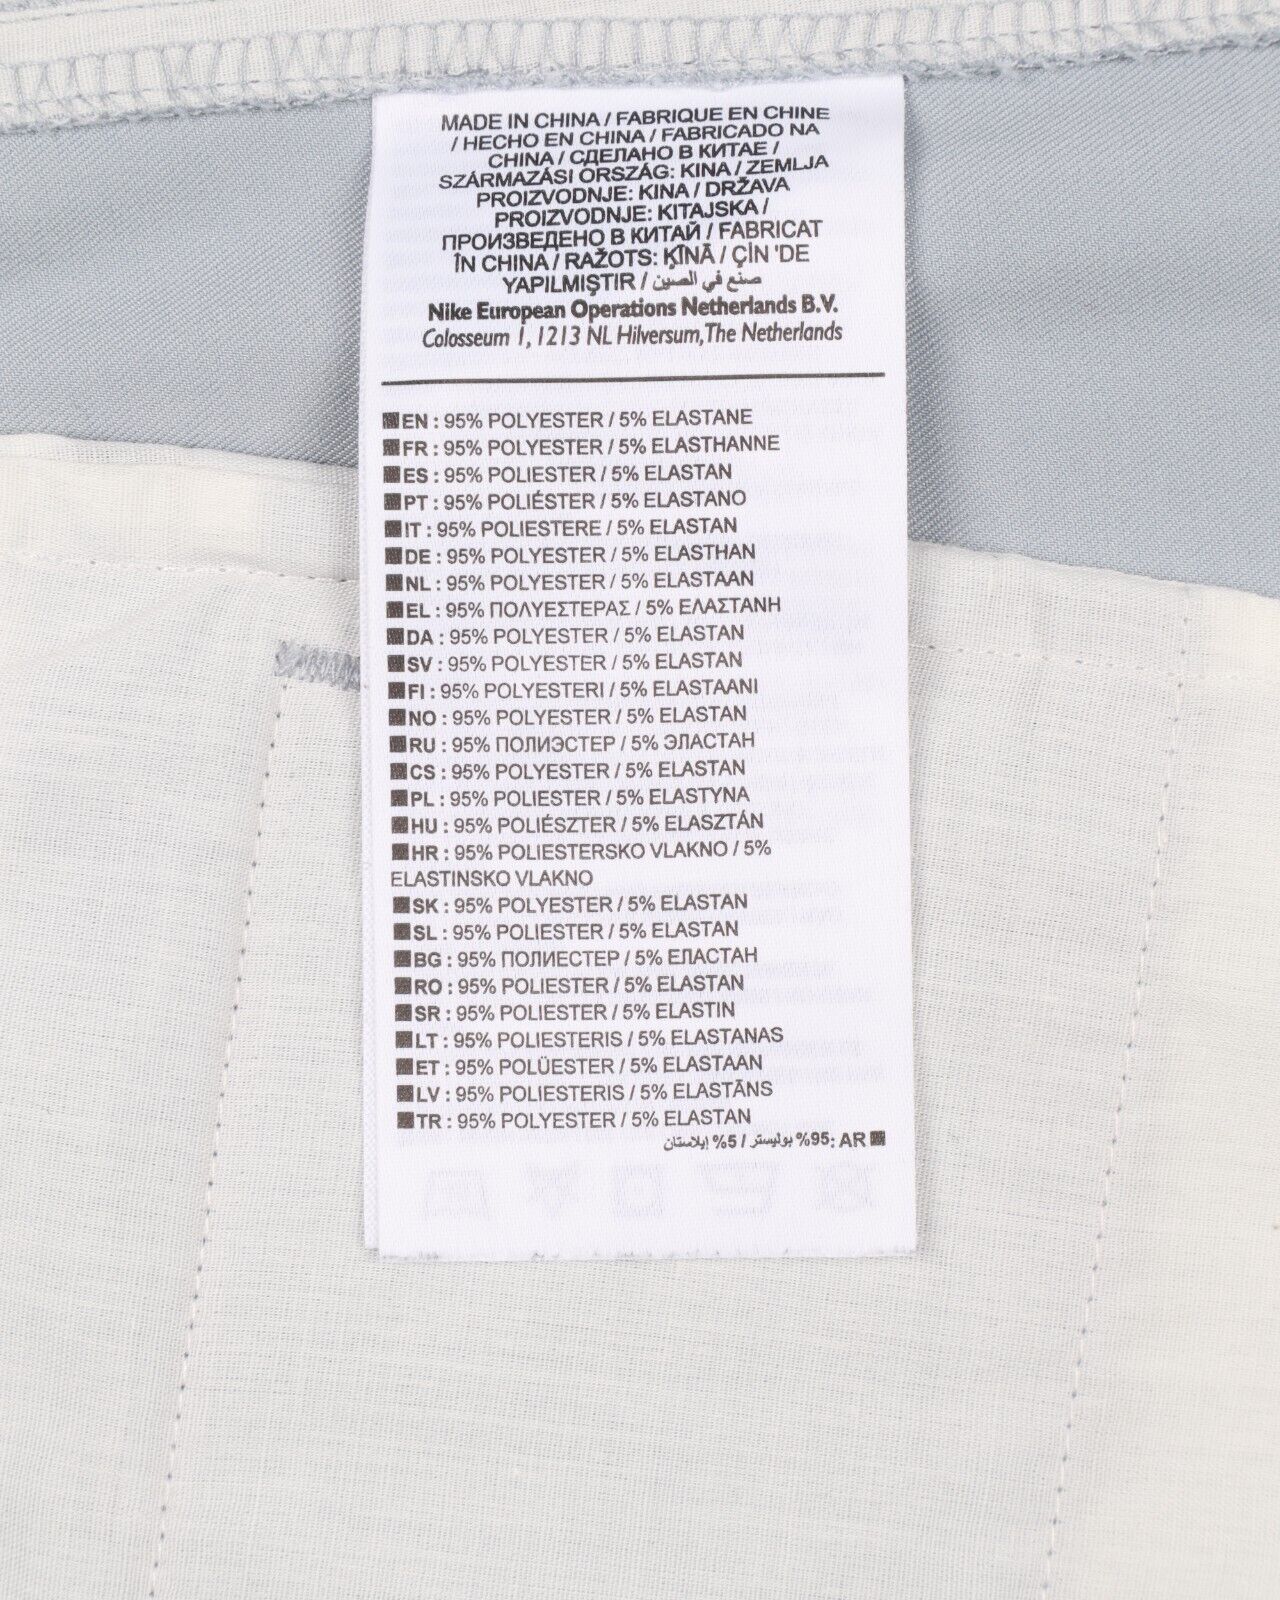 MADE IN CHINA / FABRIQUE EN CHINE
/ HECHO EN CHINA / FABRICADO NA
CHINA / СДЕЛАНО В КИТАЕ /
SZÁRMAZÁSI ORSZÁG: KINA / ZEMLJA
PROIZVODNJE: KINA / DRŽAVA
PROIZVODNJE: KITAJSKA /
ПРОИЗВЕДЕНО В КИТАЙ / FABRICAT
ÎN CHINA / RAŽOTS: ĶĪNĀ / ÇİN 'DE
YAPILMIŞTIR / صنع في الصين
Nike European Operations Netherlands B.V.
Colosseum 1, 1213 NL Hilversum, The Netherlands
EN : 95% POLYESTER / 5% ELASTANE
FR : 95% POLYESTER / 5% ELASTHANNE
ES : 95% POLIESTER / 5% ELASTAN
PT : 95% POLIÉSTER / 5% ELASTANO
IT : 95% POLIESTERE / 5% ELASTAN
DE : 95% POLYESTER / 5% ELASTHAN
NL : 95% POLYESTER / 5% ELASTAAN
EL : 95% ΠΟΛΥΕΣΤΕΡΑΣ / 5% ΕΛΑΣΤΑΝΗ
DA : 95% POLYESTER / 5% ELASTAN
SV : 95% POLYESTER / 5% ELASTAN
FI : 95% POLYESTERI / 5% ELASTAANI
NO : 95% POLYESTER / 5% ELASTAN
RU : 95% ПОЛИЭСТЕР / 5% ЭЛАСТАН
CS : 95% POLYESTER / 5% ELASTAN
PL : 95% POLIESTER / 5% ELASTYNA
HU : 95% POLIÉSZTER / 5% ELASZTÁN
HR : 95% POLIESTERSKO VLAKNO / 5%
ELASTINSKO VLAKNO
SK : 95% POLYESTER / 5% ELASTAN
SL : 95% POLIESTER / 5% ELASTAN
BG : 95% ПОЛИЕСТЕР / 5% ЕЛАСТАН
RO : 95% POLIESTER / 5% ELASTAN
SR : 95% POLIESTER / 5% ELASTIN
LT : 95% POLIESTERIS / 5% ELASTANAS
ET : 95% POLÜESTER / 5% ELASTAAN
LV : 95% POLIESTERIS / 5% ELASTĀNS
TR : 95% POLYESTER / 5% ELASTAN
AR :95% بوليستر / 5% إيلاستان